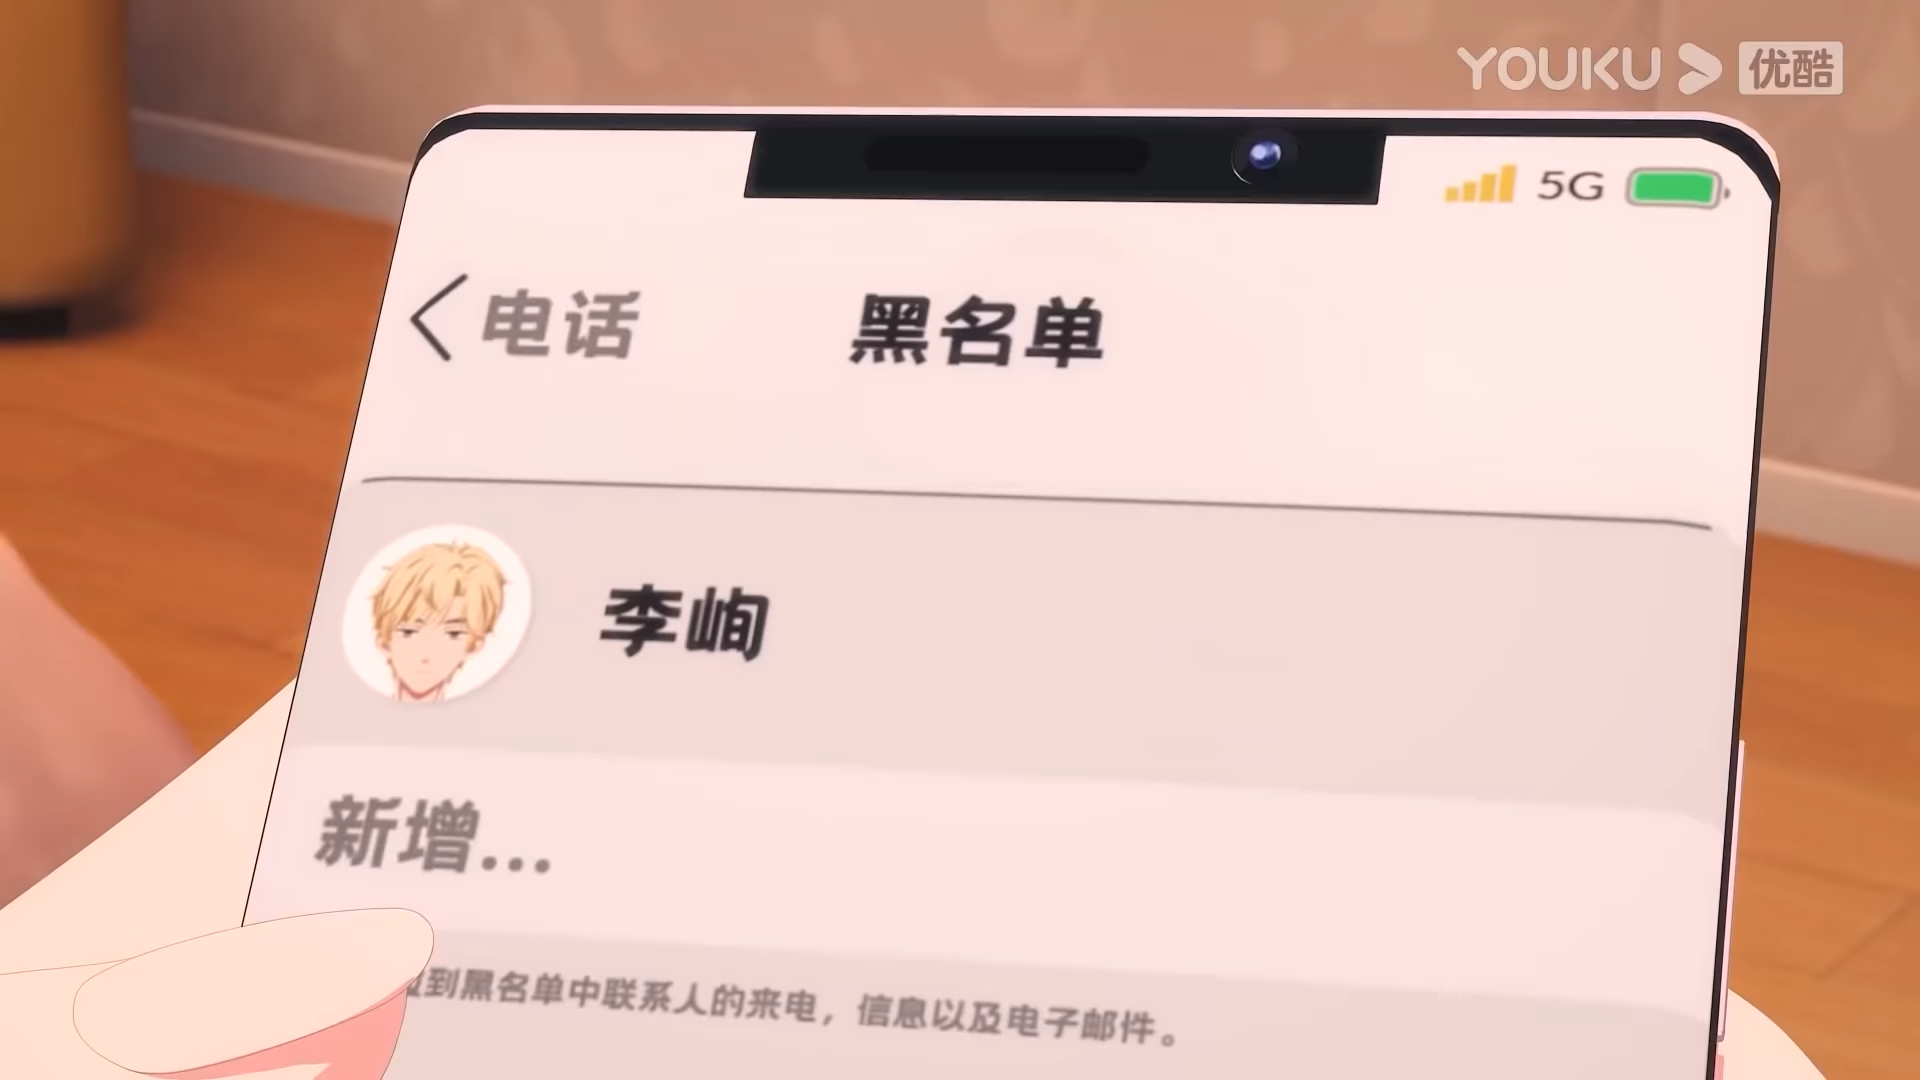 YOUKU 优酷
5G
电话
黑名单
李峋
新增...
到黑名单中联系人的来电，信息以及电子邮件。